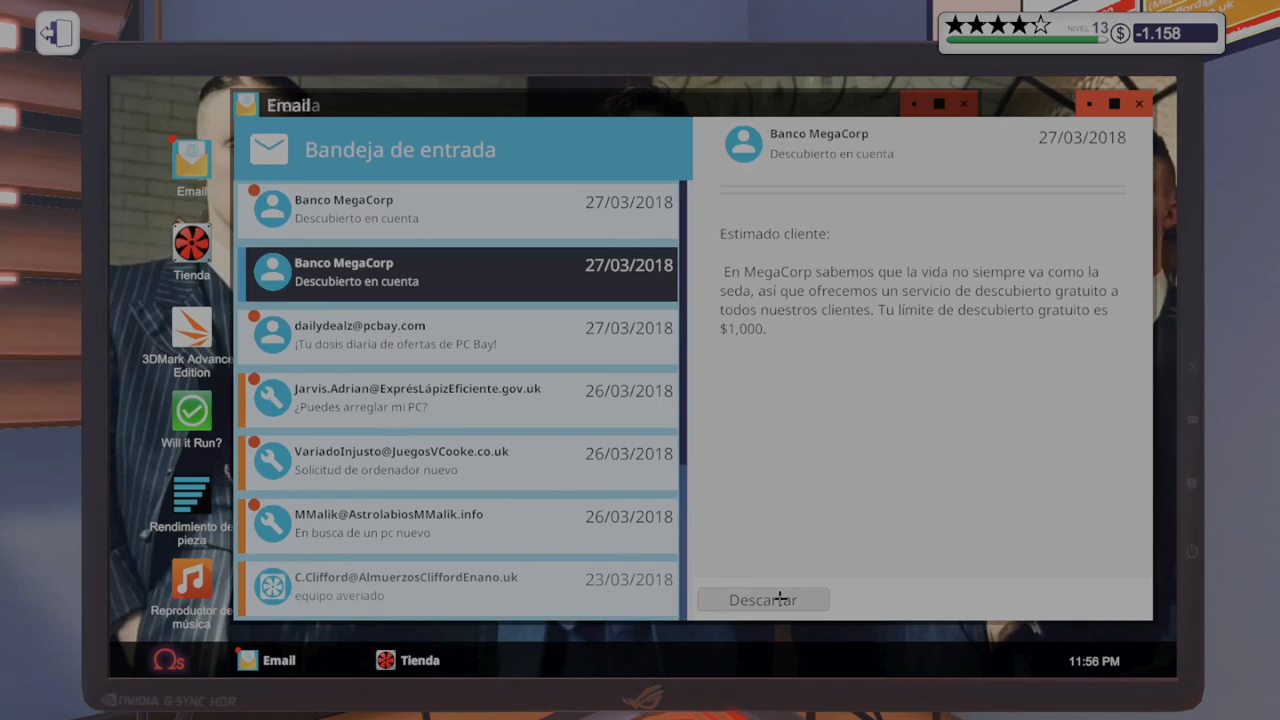 NIVEL 13
$ -1.158
Email
Bandeja de entrada
Banco MegaCorp
27/03/2018
Descubierto en cuenta
Banco MegaCorp
27/03/2018
Descubierto en cuenta
dailydealz@pcbay.com
27/03/2018
¡Tu dosis diaria de ofertas de PC Bay!
Jarvis.Adrian@ExprésLápizEficiente.gov.uk
26/03/2018
¿Puedes arreglar mi PC?
VariadoInjusto@JuegosVCooke.co.uk
26/03/2018
Solicitud de ordenador nuevo
MMalik@AstrolabiosMMalik.info
26/03/2018
En busca de un pc nuevo
C.Clifford@AlmuerzosCliffordEnano.uk
23/03/2018
equipo averiado
Banco MegaCorp
27/03/2018
Descubierto en cuenta
Estimado cliente:
En MegaCorp sabemos que la vida no siempre va como la
seda, así que ofrecemos un servicio de descubierto gratuito a
todos nuestros clientes. Tu límite de descubierto gratuito es
$1,000.
Descartar
Email
Tienda
3DMark Advance
Edition
Will it Run?
Rendimiento de
pieza
Reproductor de
música
Ωs
Email
Tienda
11:56 PM
NVIDIA G-SYNC HDR